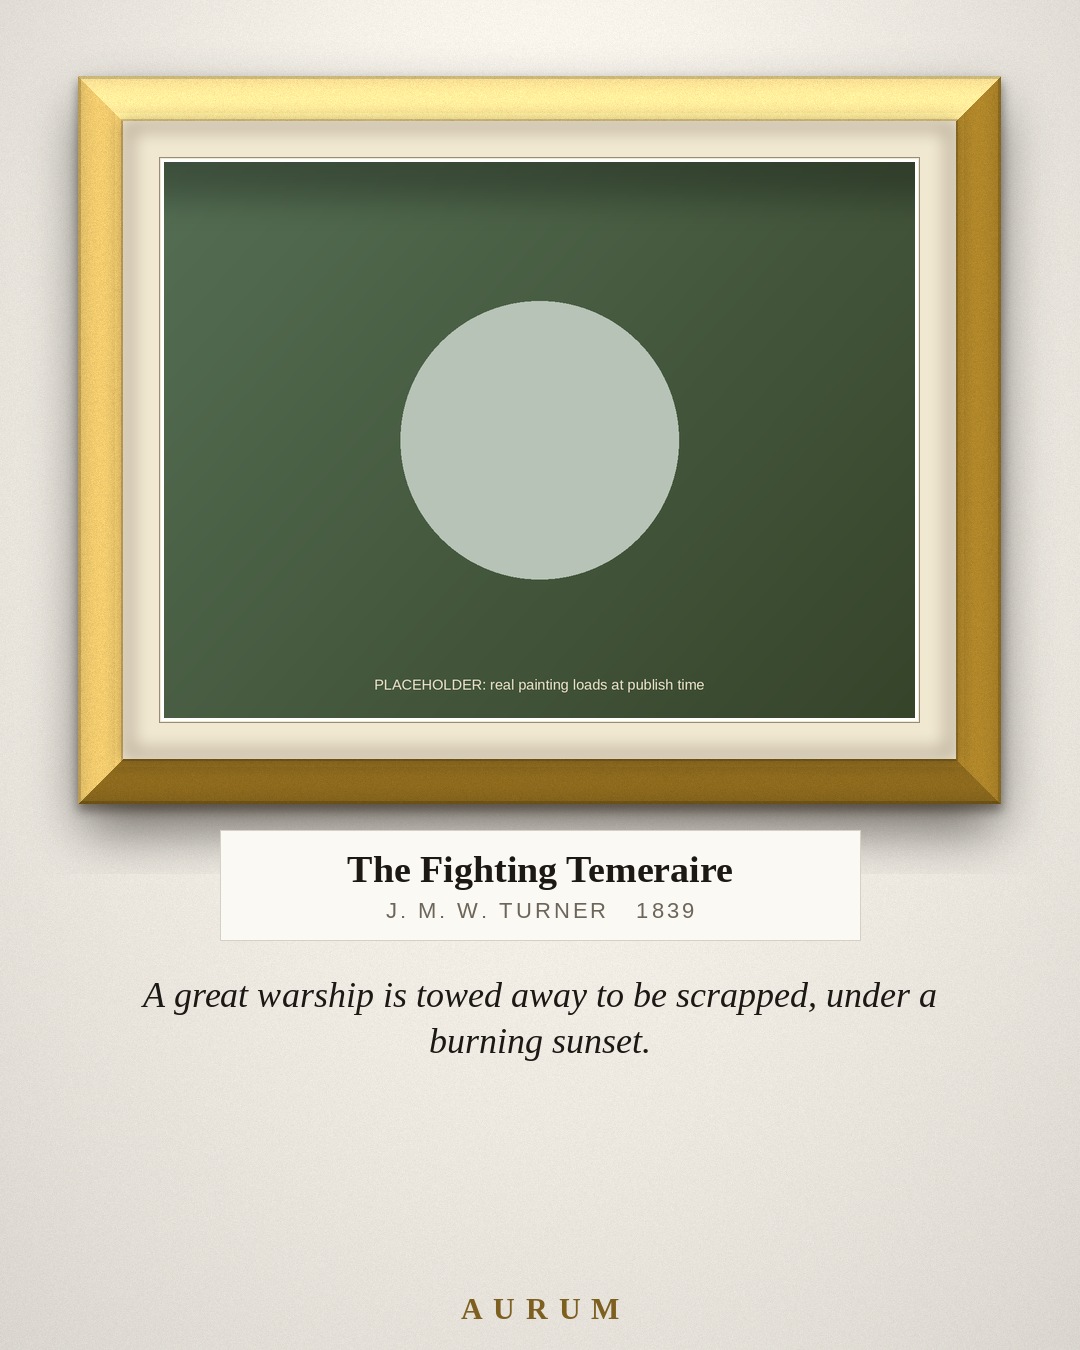 PLACEHOLDER: real painting loads at publish time
The Fighting Temeraire
J. M. W. TURNER 1839
A great warship is towed away to be scrapped, under a
burning sunset.
AURUM